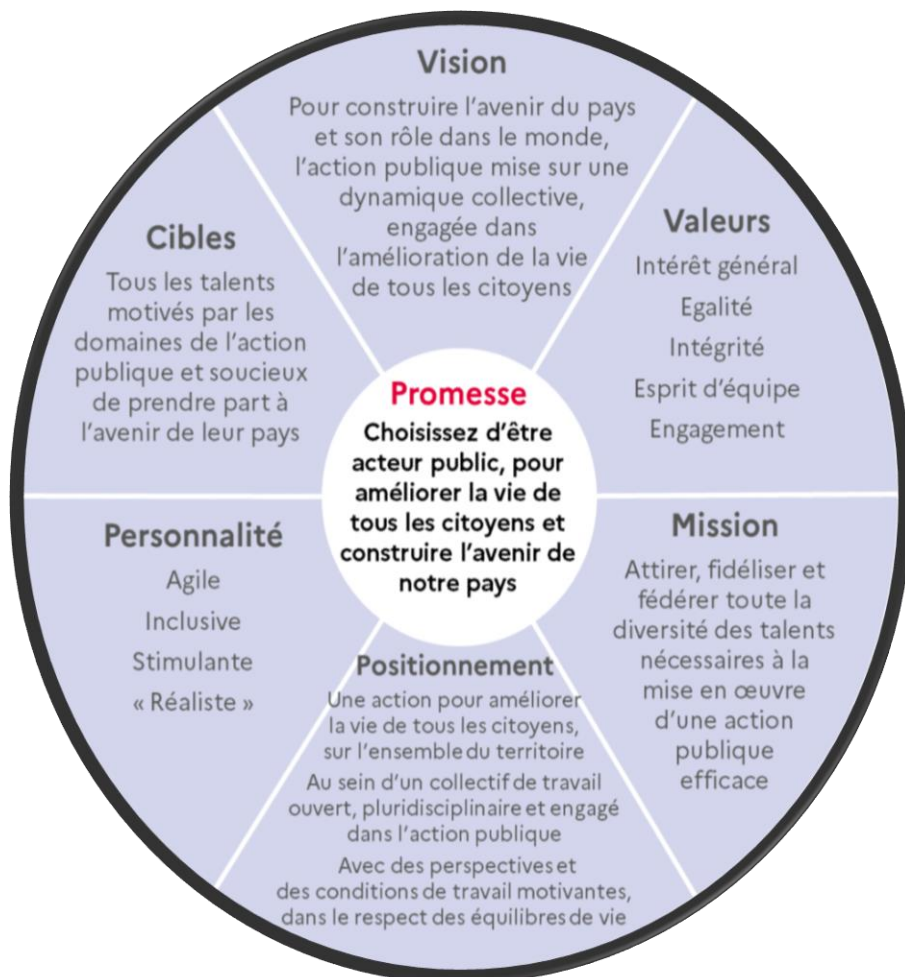 Vision
Pour construire l'avenir du pays
et son rôle dans le monde,
l'action publique mise sur une
dynamique collective,
engagée dans
l'amélioration de la vie
de tous les citoyens
Valeurs
Intérêt général
Egalité
Intégrité
Esprit d'équipe
Engagement
Mission
Attirer, fidéliser et
fédérer toute la
diversité des talents
nécessaires à la
mise en œuvre
d'une action
publique
efficace
Positionnement
Une action pour améliorer
la vie de tous les citoyens,
sur l'ensemble du territoire
Au sein d'un collectif de travail
ouvert, pluridisciplinaire et engagé
dans l'action publique
Avec des perspectives et
des conditions de travail motivantes,
dans le respect des équilibres de vie
Personnalité
Agile
Inclusive
Stimulante
« Réaliste »
Cibles
Tous les talents
motivés par les
domaines de l'action
publique et soucieux
de prendre part à
l'avenir de leur pays
Promesse
Choisissez d'être
acteur public, pour
améliorer la vie de
tous les citoyens et
construire l'avenir de
notre pays